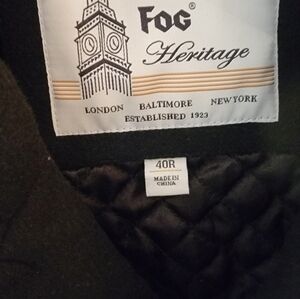 FOG®
Heritage
LONDON BALTIMORE NEW YORK
ESTABLISHED 1923
40R
MADE IN
CHINA